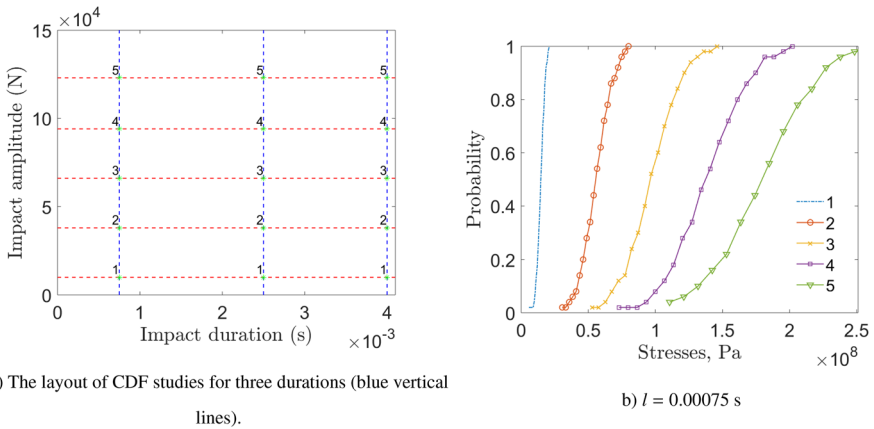 ×10⁴
15
10
5
0
5 5 5
4 4 4
3 3 3
2 2 2
1 1 1
0 1 2 3 4
×10⁻³
Impact amplitude (N)
Impact duration (s)
) The layout of CDF studies for three durations (blue vertical
lines).
1
0.8
0.6
0.4
0.2
0
Probability
1
2
3
4
5
0 0.5 1 1.5 2 2.5
×10⁸
Stresses, Pa
b) l = 0.00075 s